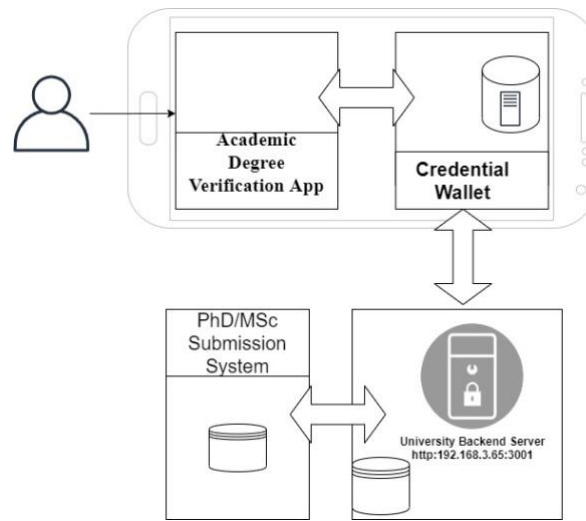 Academic
Degree
Verification App
Credential
Wallet
PhD/MSc
Submission
System
University Backend Server
http:192.168.3.65:3001